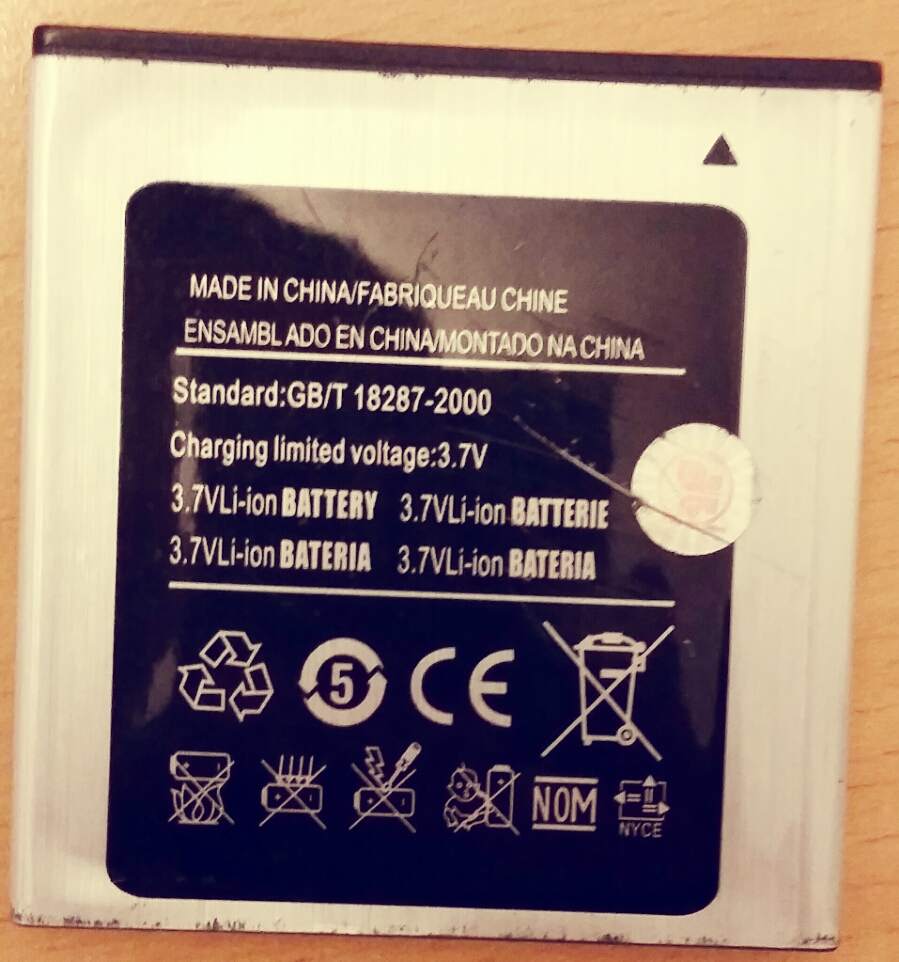 MADE IN CHINA/FABRIQUEAU CHINE
ENSAMBLADO EN CHINA/MONTADO NA CHINA
Standard:GB/T 18287-2000
Charging limited voltage:3.7V
3.7VLi-ion BATTERY 3.7VLi-ion BATTERIE
3.7VLi-ion BATERIA 3.7VLi-ion BATERIA
5 CE
NOM
NYCE